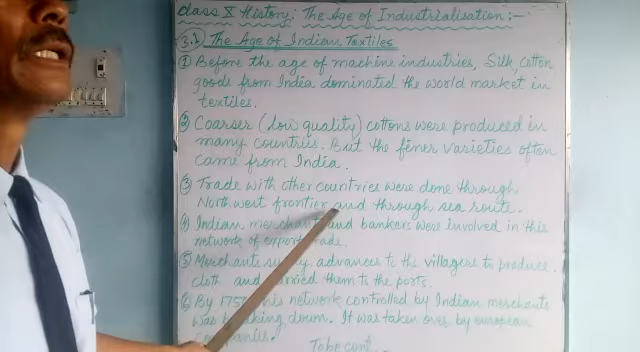 Class X History: The Age of Industrialisation:-
3.1 The Age of Indian Textiles
① Before the age of machine industries, Silk, cotton
goods from India dominated the world market in
textiles.
② Coarser (low quality) cottons were produced in
many countries. But the finer varieties often
came from India.
③ Trade with other countries were done through
North west frontier and through sea route.
④ Indian merchants and bankers were involved in this
network of export trade.
⑤ Merchants advances to the villagers to produce
cloth and carried them to the ports.
⑥ By network controlled by Indian merchants
was breaking down. It was taken over by european
companies.
To be cont